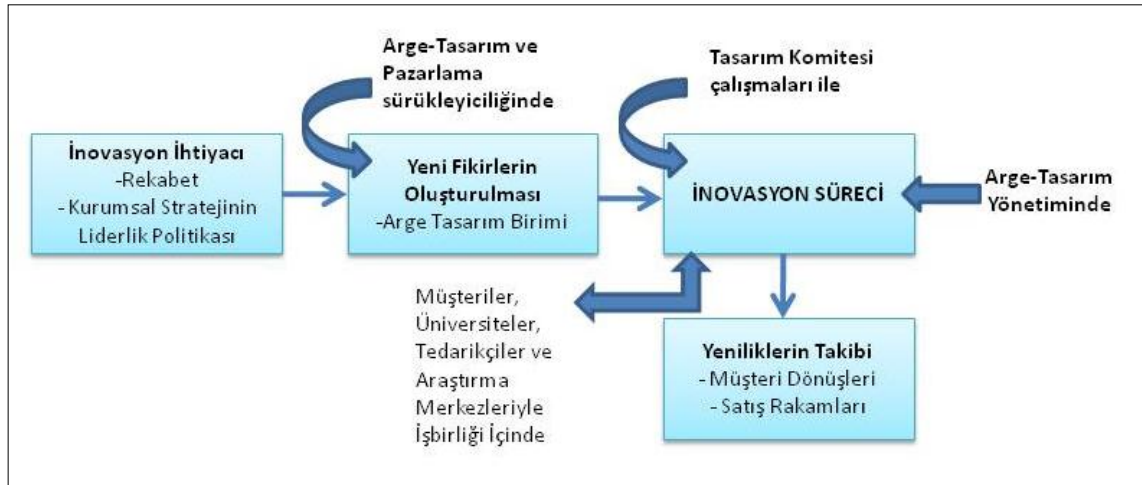 Arge-Tasarım ve
Pazarlama
sürükleyiciliğinde
Tasarım Komitesi
çalışmaları ile
İnovasyon İhtiyacı
-Rekabet
- Kurumsal Stratejinin
Liderlik Politikası
Yeni Fikirlerin
Oluşturulması
-Arge Tasarım Birimi
İNOVASYON SÜRECİ
Arge-Tasarım
Yönetiminde
Müşteriler,
Üniversiteler,
Tedarikçiler ve
Araştırma
Merkezleriyle
İşbirliği İçinde
Yeniliklerin Takibi
- Müşteri Dönüşleri
- Satış Rakamları